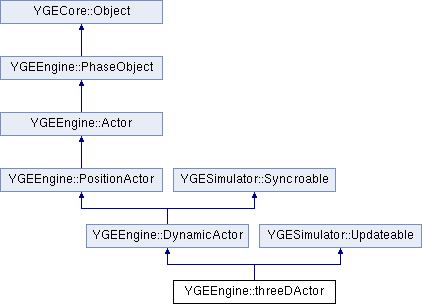 YGECore::Object
YGEEngine::PhaseObject
YGEEngine::Actor
YGEEngine::PositionActor
YGESimulator::Syncroable
YGEEngine::DynamicActor
YGESimulator::Updateable
YGEEngine::threeDActor